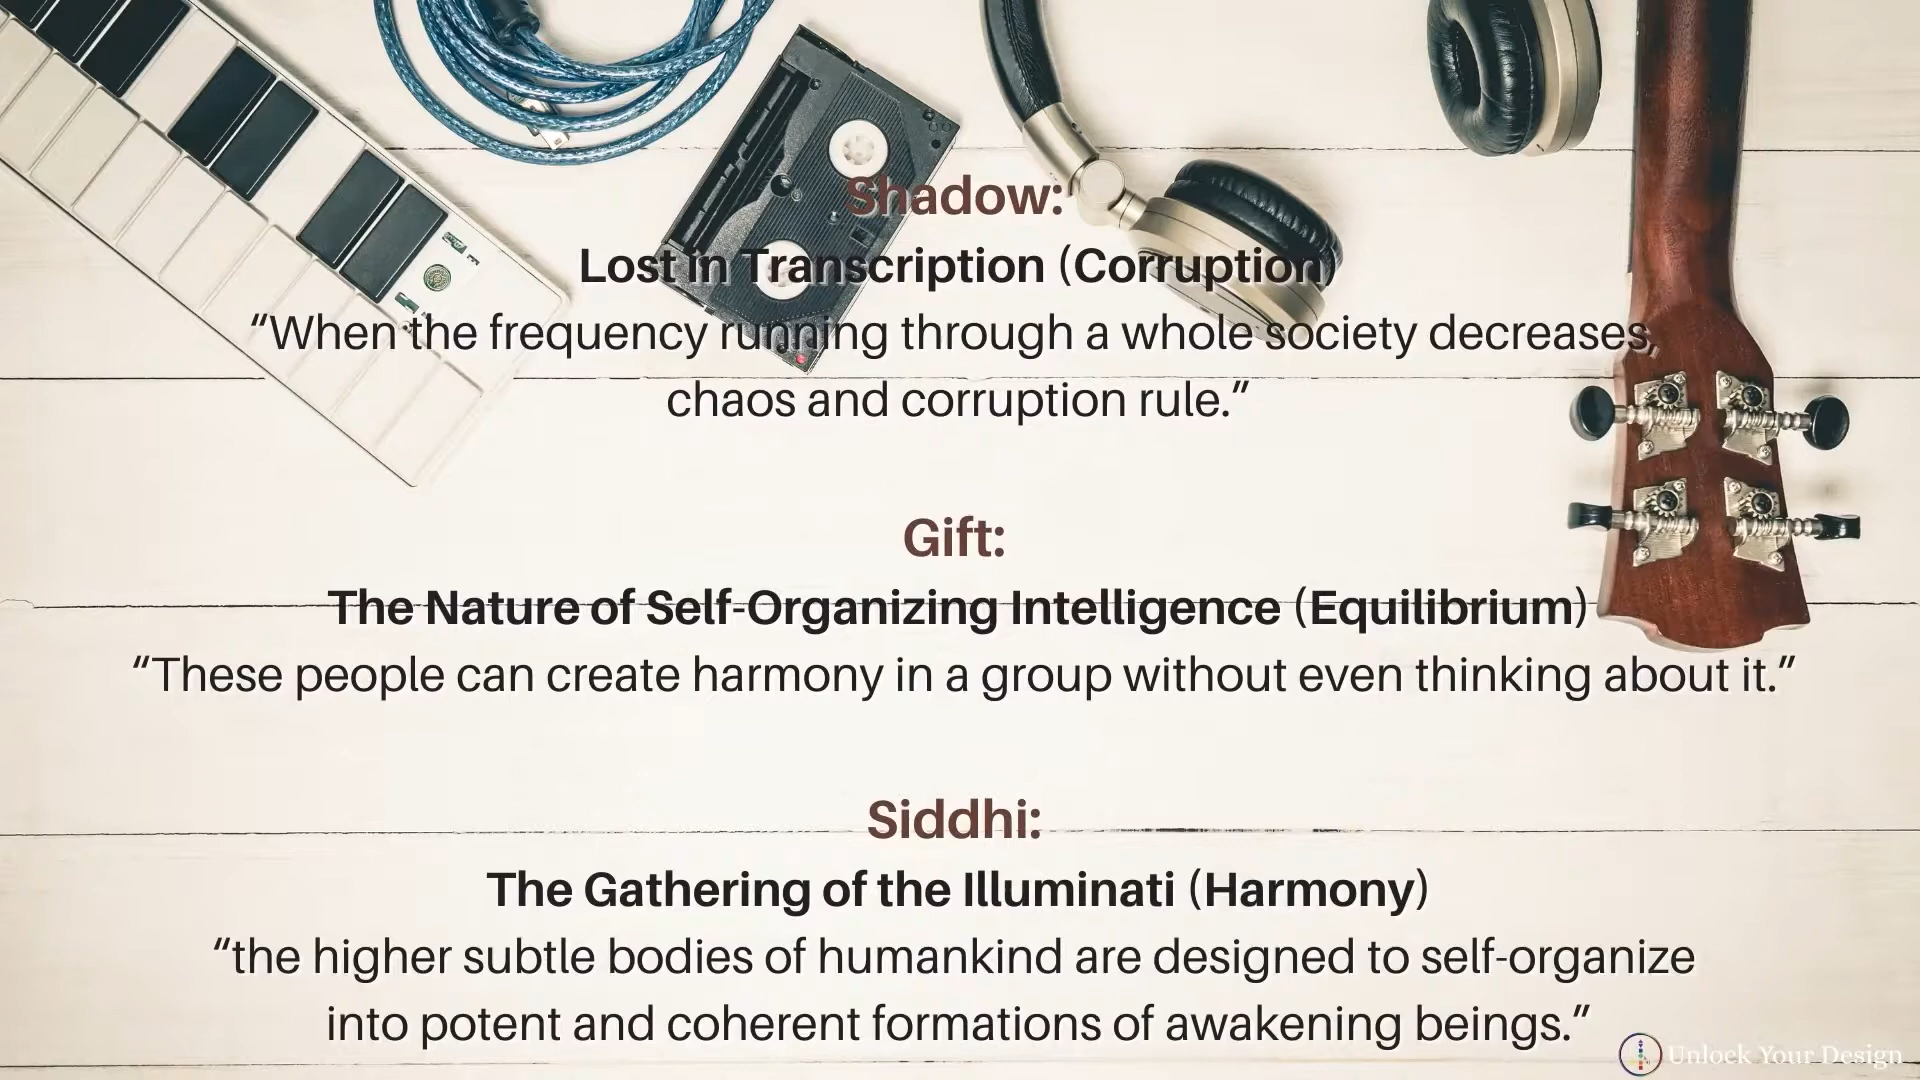 Shadow:
Lost in Transcription (Corruption)
“When the frequency running through a whole society decreases,
chaos and corruption rule.”
Gift:
The Nature of Self-Organizing Intelligence (Equilibrium)
“These people can create harmony in a group without even thinking about it.”
Siddhi:
The Gathering of the Illuminati (Harmony)
“the higher subtle bodies of humankind are designed to self-organize
into potent and coherent formations of awakening beings.”
Unlock Your Design